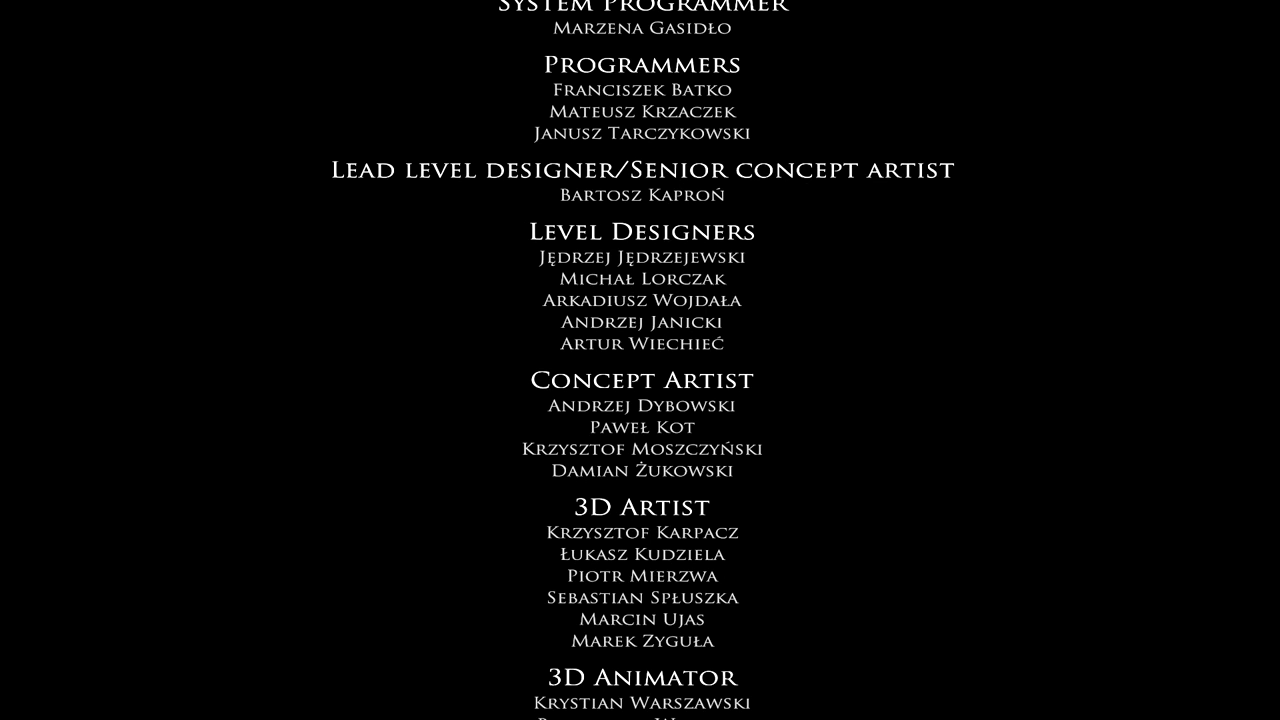 System Programmer
Marzena Gasidło
Programmers
Franciszek Batko
Mateusz Krzaczek
Janusz Tarczykowski
Lead level designer/Senior concept artist
Bartosz Kaproń
Level Designers
Jędrzej Jędrzejewski
Michał Lorczak
Arkadiusz Wojdała
Andrzej Janicki
Artur Wiechieć
Concept Artist
Andrzej Dybowski
Paweł Kot
Krzysztof Moszczyński
Damian Żukowski
3D Artist
Krzysztof Karpacz
Łukasz Kudziela
Piotr Mierzwa
Sebastian Spłuszka
Marcin Ujas
Marek Zyguła
3D Animator
Krystian Warszawski